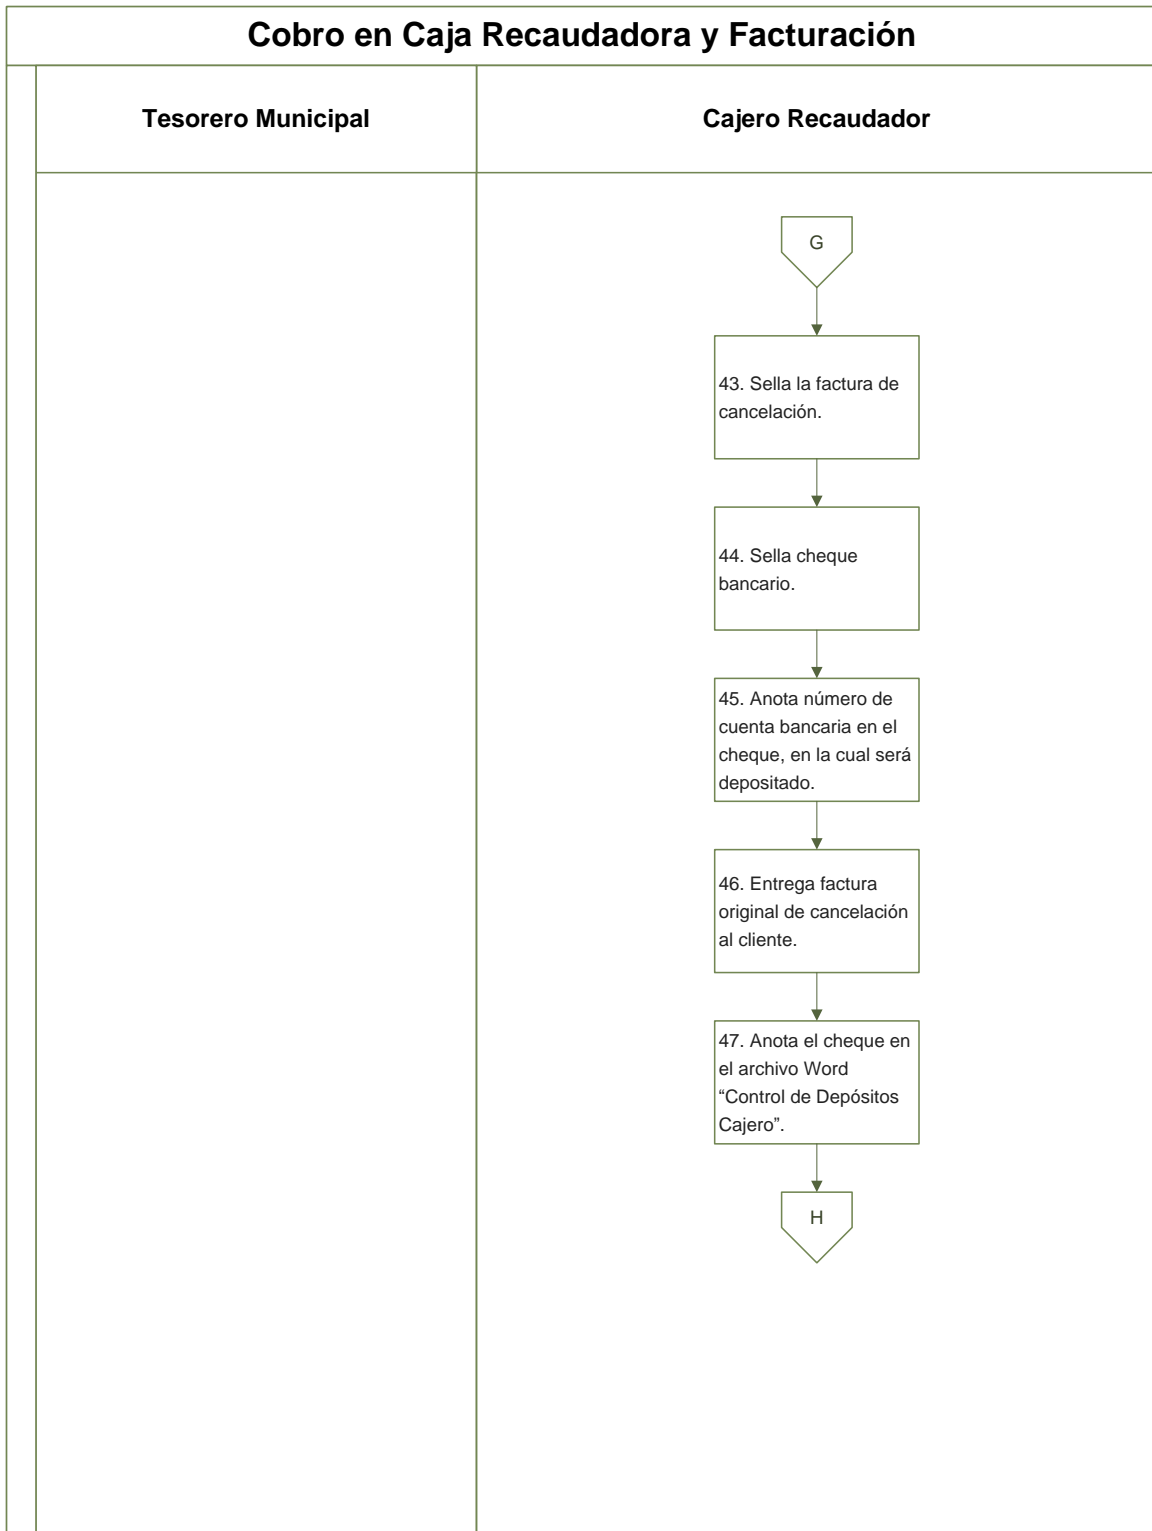 Cobro en Caja Recaudadora y Facturación
Tesorero Municipal
Cajero Recaudador
G
43. Sella la factura de
cancelación.
44. Sella cheque
bancario.
45. Anota número de
cuenta bancaria en el
cheque, en la cual será
depositado.
46. Entrega factura
original de cancelación
al cliente.
47. Anota el cheque en
el archivo Word
“Control de Depósitos
Cajero”.
H